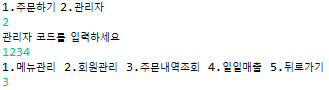 1.주문하기 2.관리자
2
관리자 코드를 입력하세요
1234
1.메뉴관리 2.회원관리 3.주문내역조회 4.일일매출 5.뒤로가기
3